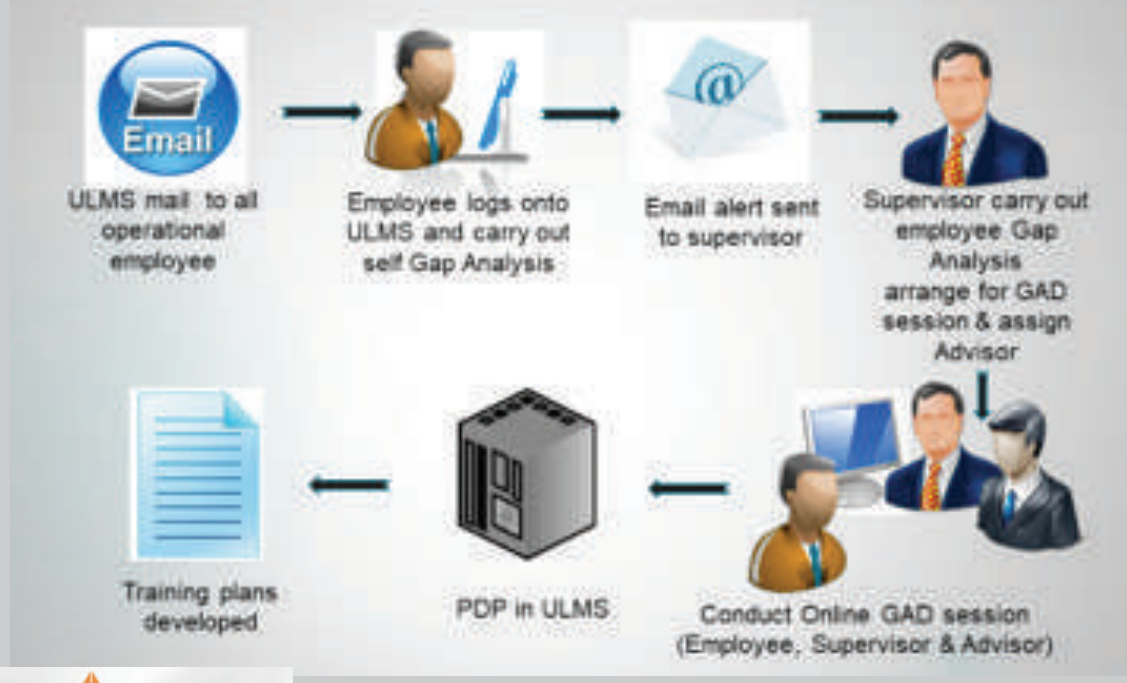 Email
ULMS mail to all
operational
employee
Employee logs onto
ULMS and carry out
self Gap Analysis
@
Email alert sent
to supervisor
Supervisor carry out
employee Gap
Analysis
arrange for GAD
session & assign
Advisor
Training plans
developed
PDP in ULMS
Conduct Online GAD session
(Employee, Supervisor & Advisor)